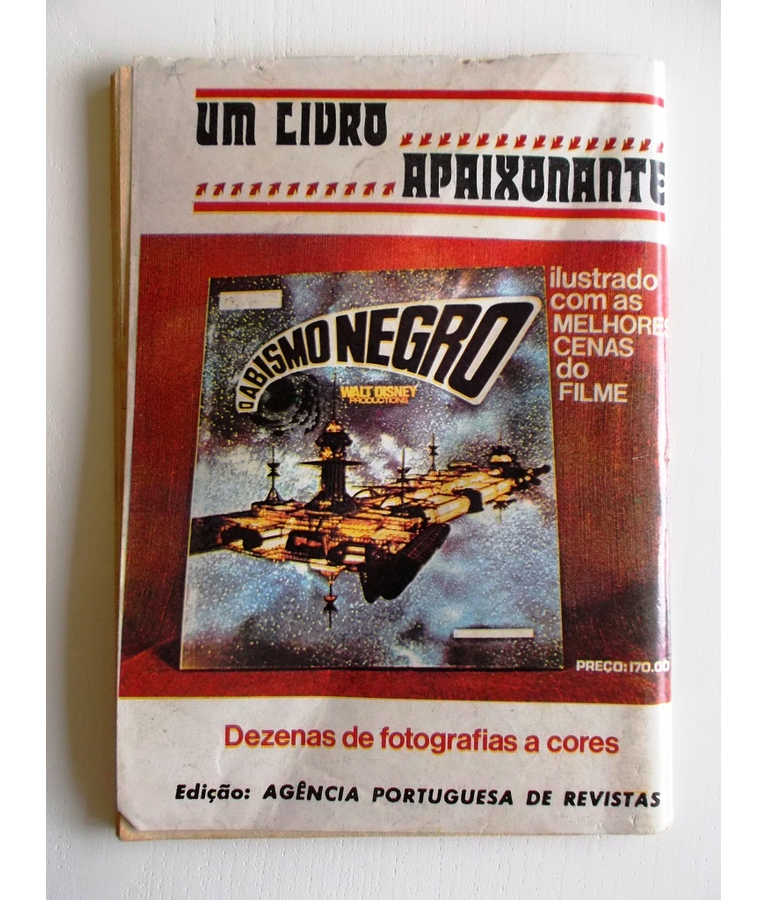 UM LIVRO
APAIXONANTE
ilustrado
com as
MELHORES
CENAS
do
FILME
O ABISMO NEGRO
WALT DISNEY
PRODUCTIONS
PREÇO: 170.00
Dezenas de fotografias a cores
Edição: AGÊNCIA PORTUGUESA DE REVISTAS